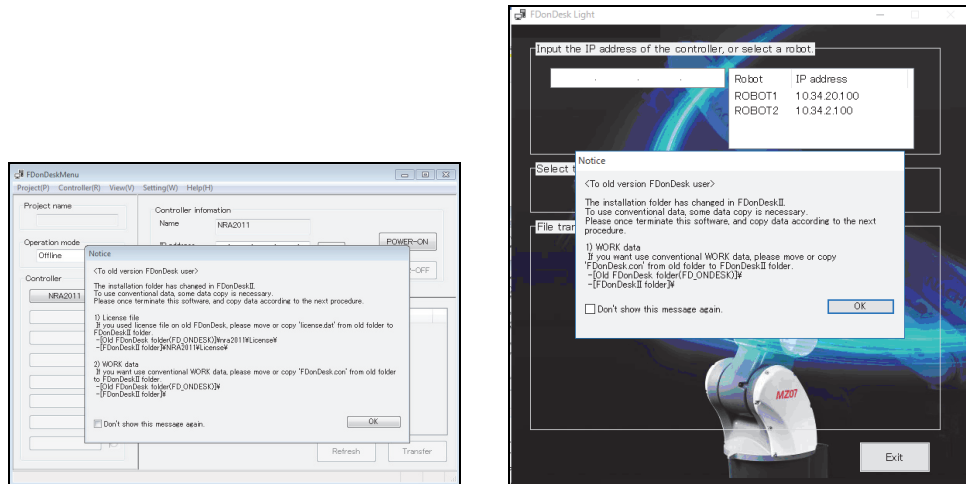 FDonDeskMenu
Project(P) Controller(R) View(V) Setting(W) Help(H)
Project name
Controller infomation
Name
NRA2011
Operation mode
Offline
POWER-ON
Controller
NRA2011
Notice
<To old version FDonDesk user>
The installation folder has changed in FDonDeskⅡ.
To use conventional data, some data copy is necessary.
Please once terminate this software, and copy data according to the next procedure.
1) License file
If you used license file on old FDonDesk, please move or copy 'license.dat' from old folder to
FDonDeskⅡ folder.
-[Old FDonDesk folder(FD_ONDESK)]¥nra2011¥License¥
-[FDonDeskⅡ folder]¥NRA2011¥License¥
2) WORK data
If you want use conventional WORK data, please move or copy 'FDonDesk.con' from old folder
to FDonDeskⅡ folder.
-[Old FDonDesk folder(FD_ONDESK)]¥
-[FDonDeskⅡ folder]¥
Don't show this message again.
OK
Refresh
Transfer
FDonDesk Light
Input the IP address of the controller, or select a robot.
Robot IP address
ROBOT1 10.34.20.100
ROBOT2 10.34.2.100
Select
File
Notice
<To old version FDonDesk user>
The installation folder has changed in FDonDeskⅡ.
To use conventional data, some data copy is necessary.
Please once terminate this software, and copy data according to the next
procedure.
1) WORK data
If you want use conventional WORK data, please move or copy
'FDonDesk.con' from old folder to FDonDeskⅡ folder.
-[Old FDonDesk folder(FD_ONDESK)]¥
-[FDonDeskⅡ folder]¥
Don't show this message again.
OK
MZ07
Exit